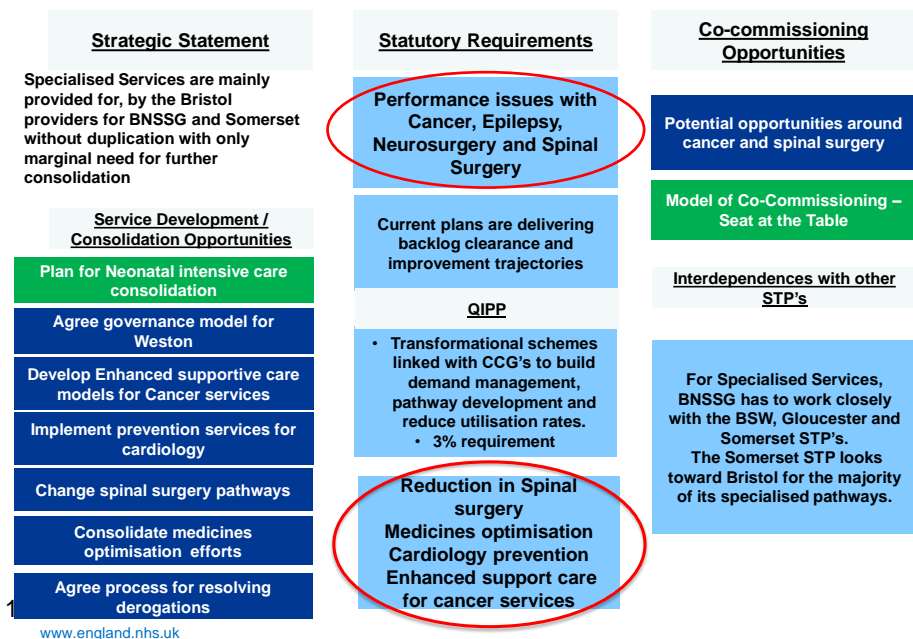 Strategic Statement
Specialised Services are mainly
provided for, by the Bristol
providers for BNSSG and Somerset
without duplication with only
marginal need for further
consolidation
Service Development /
Consolidation Opportunities
Plan for Neonatal intensive care
consolidation
Agree governance model for
Weston
Develop Enhanced supportive care
models for Cancer services
Implement prevention services for
cardiology
Change spinal surgery pathways
Consolidate medicines
optimisation efforts
Agree process for resolving
derogations
Statutory Requirements
Performance issues with
Cancer, Epilepsy,
Neurosurgery and Spinal
Surgery
Current plans are delivering
backlog clearance and
improvement trajectories
QIPP
• Transformational schemes
linked with CCG's to build
demand management,
pathway development and
reduce utilisation rates.
• 3% requirement
Reduction in Spinal
surgery
Medicines optimisation
Cardiology prevention
Enhanced support care
for cancer services
Co-commissioning
Opportunities
Potential opportunities around
cancer and spinal surgery
Model of Co-Commissioning –
Seat at the Table
Interdependences with other
STP's
For Specialised Services,
BNSSG has to work closely
with the BSW, Gloucester and
Somerset STP's.
The Somerset STP looks
toward Bristol for the majority
of its specialised pathways.
1
www.england.nhs.uk